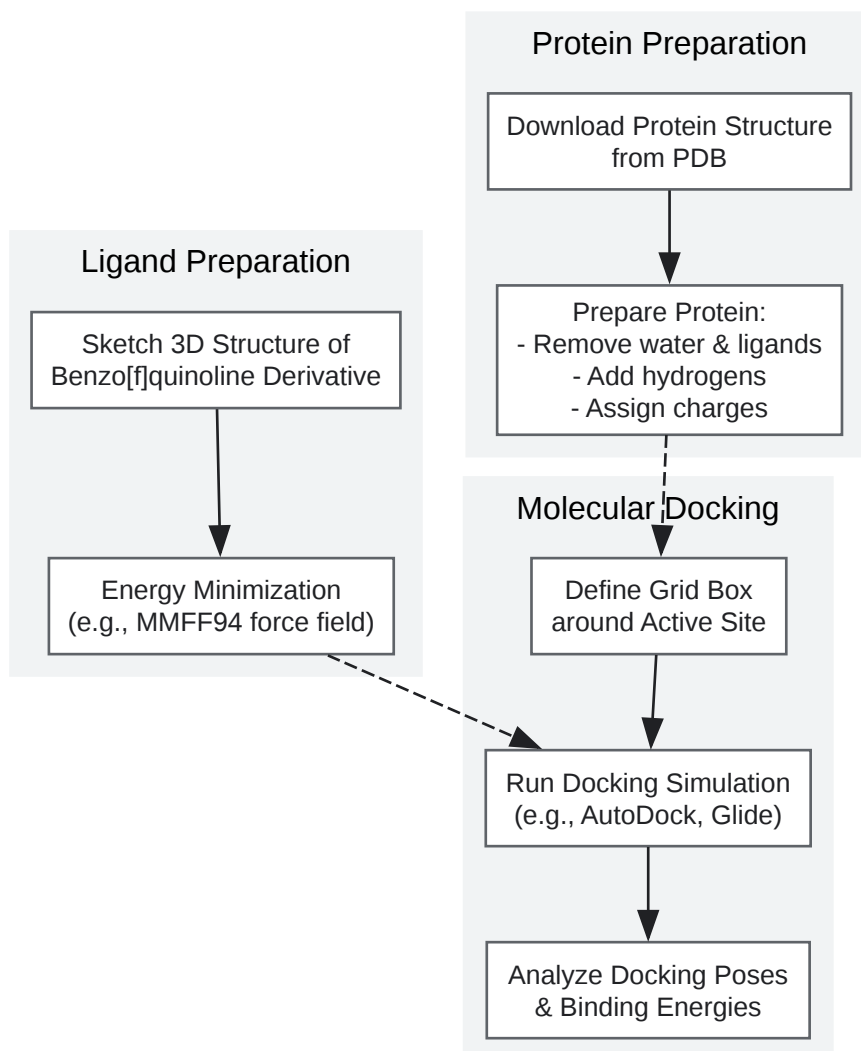 Protein Preparation
Download Protein Structure
from PDB
Prepare Protein:
- Remove water & ligands
- Add hydrogens
- Assign charges
Ligand Preparation
Sketch 3D Structure of
Benzo[f]quinoline Derivative
Energy Minimization
(e.g., MMFF94 force field)
Molecular Docking
Define Grid Box
around Active Site
Run Docking Simulation
(e.g., AutoDock, Glide)
Analyze Docking Poses
& Binding Energies